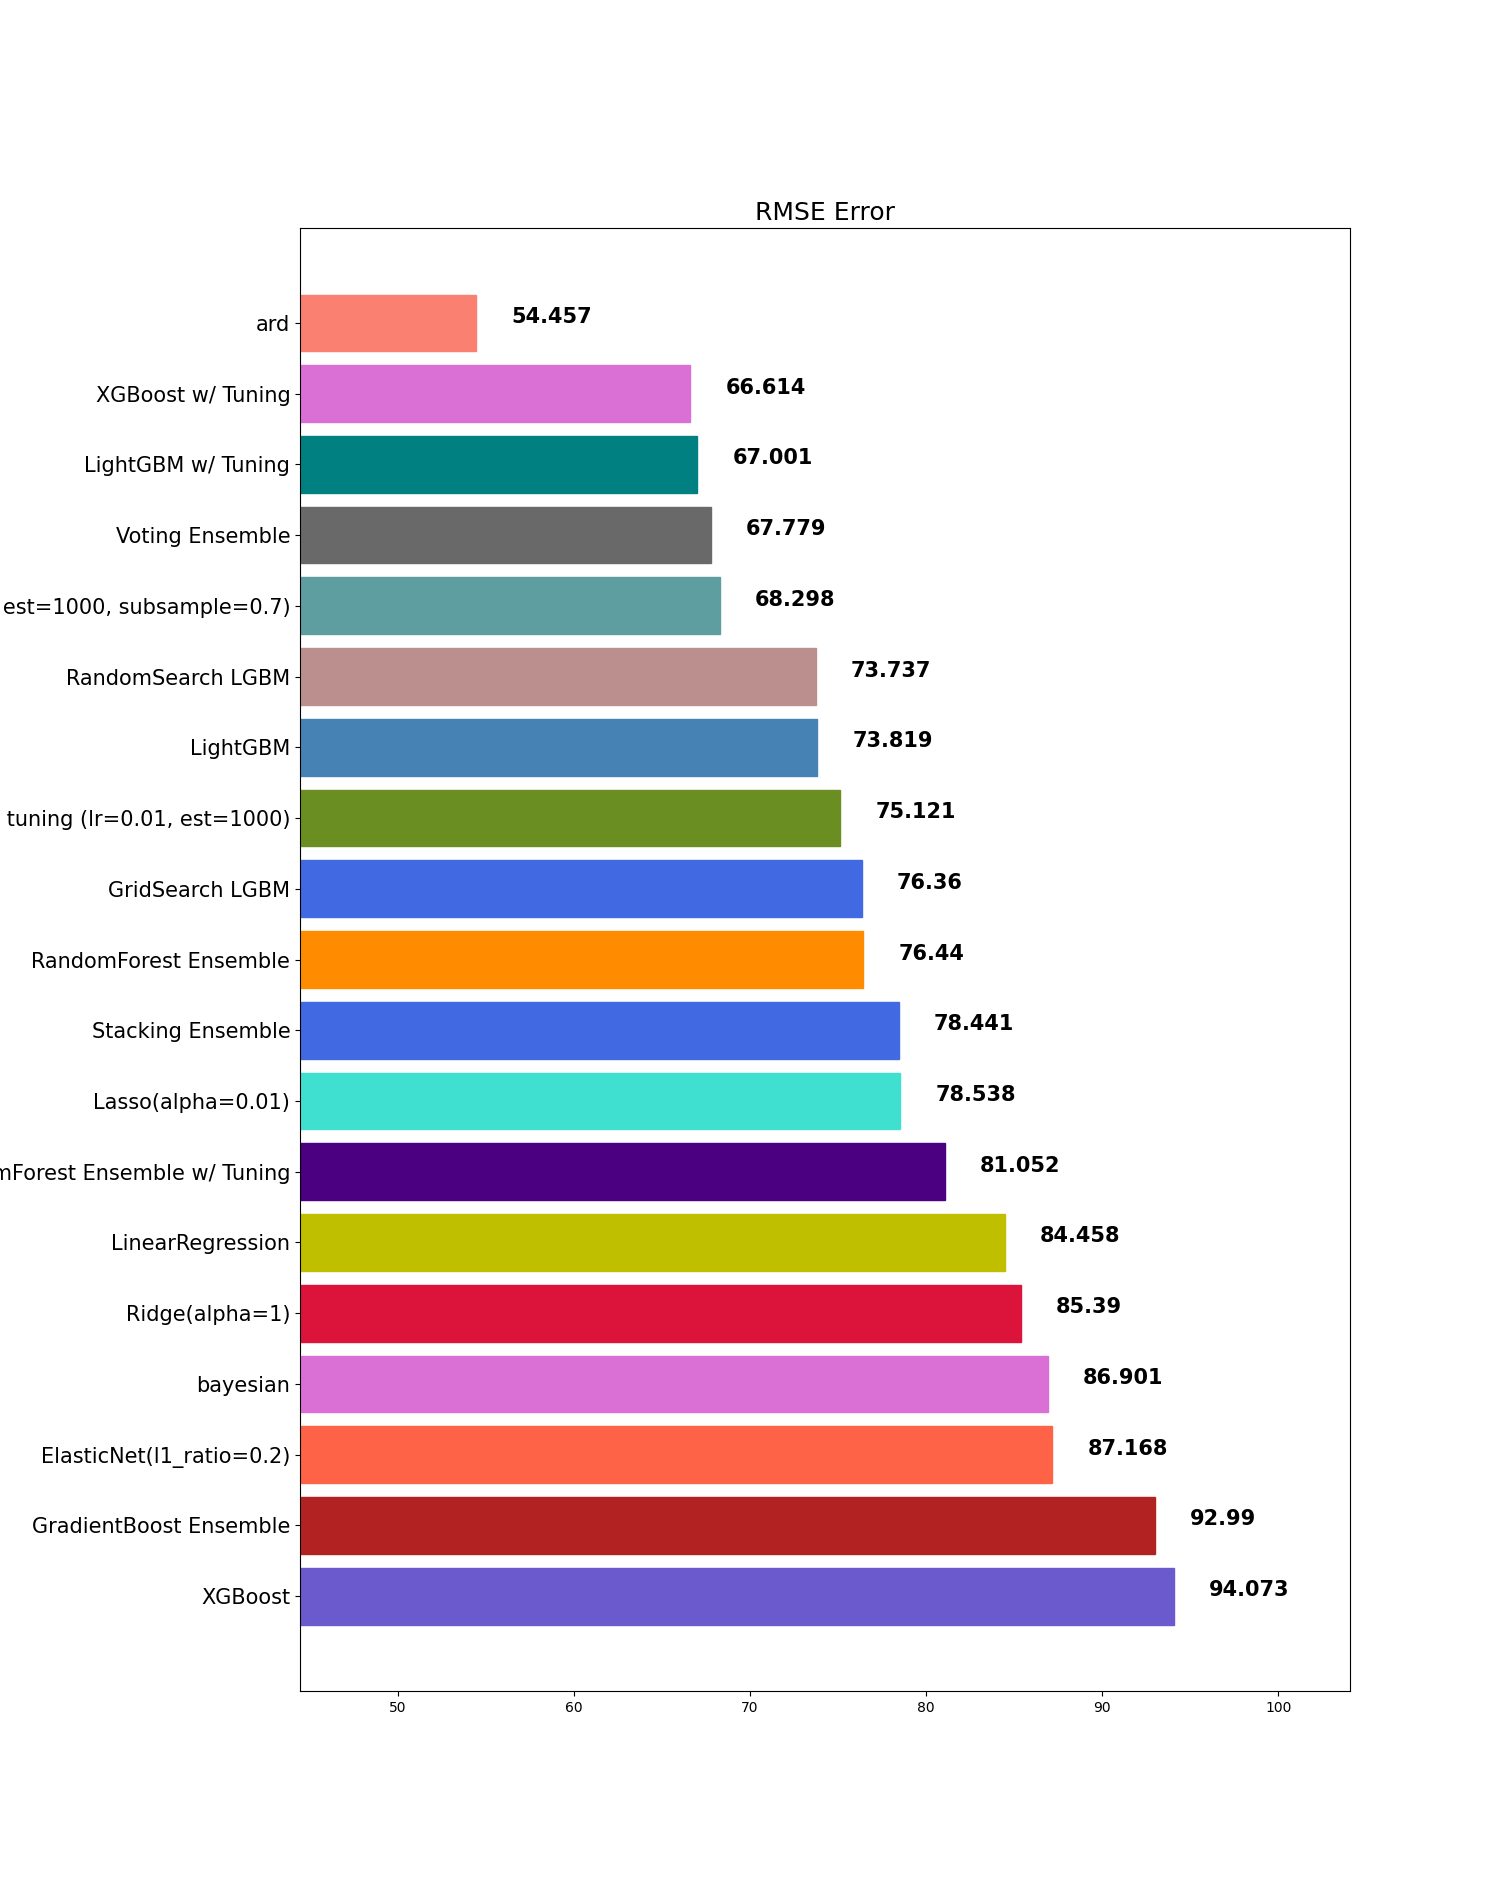 RMSE Error
ard 54.457
XGBoost w/ Tuning 66.614
LightGBM w/ Tuning 67.001
Voting Ensemble 67.779
est=1000, subsample=0.7) 68.298
RandomSearch LGBM 73.737
LightGBM 73.819
tuning (lr=0.01, est=1000) 75.121
GridSearch LGBM 76.36
RandomForest Ensemble 76.44
Stacking Ensemble 78.441
Lasso(alpha=0.01) 78.538
mForest Ensemble w/ Tuning 81.052
LinearRegression 84.458
Ridge(alpha=1) 85.39
bayesian 86.901
ElasticNet(l1_ratio=0.2) 87.168
GradientBoost Ensemble 92.99
XGBoost 94.073
50 60 70 80 90 100